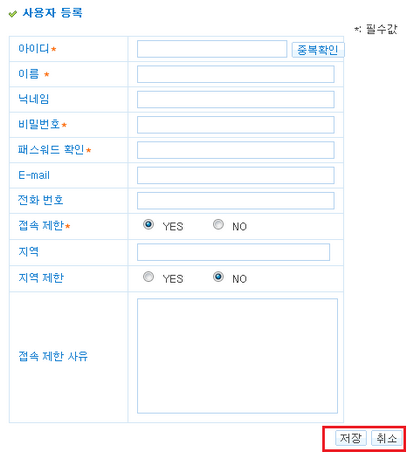 사용자 등록
*: 필수값
아이디* 중복확인
이름 *
닉네임
비밀번호*
패스워드 확인*
E-mail
전화 번호
접속 제한* YES NO
지역
지역 제한 YES NO
접속 제한 사유
저장 취소